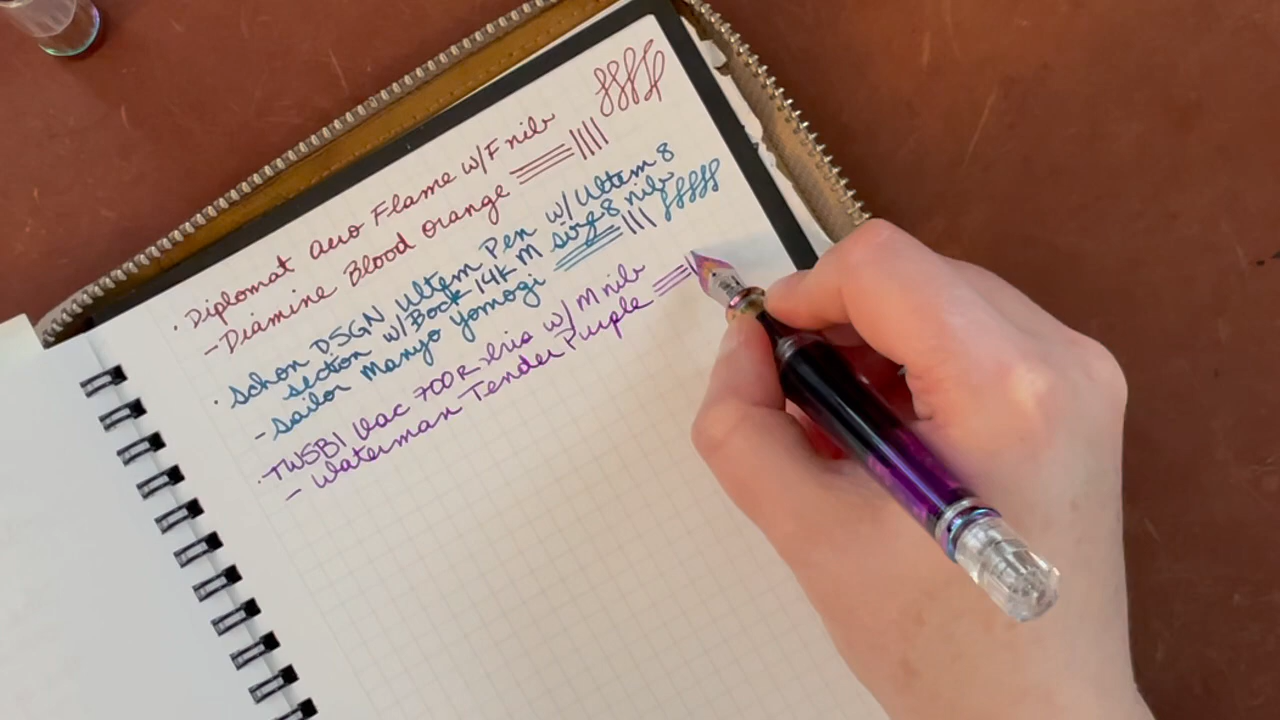 · Diplomat Aero Flame w/F nib
- Diamine Blood Orange
· Schon DSGN Ultem Pen w/Ultem 8
section w/Bock 14K M size 8 nib
- Sailor Manyo Yomogi
· TWSBI Vac 700R Iris w/M nib
- Waterman Tender Purple